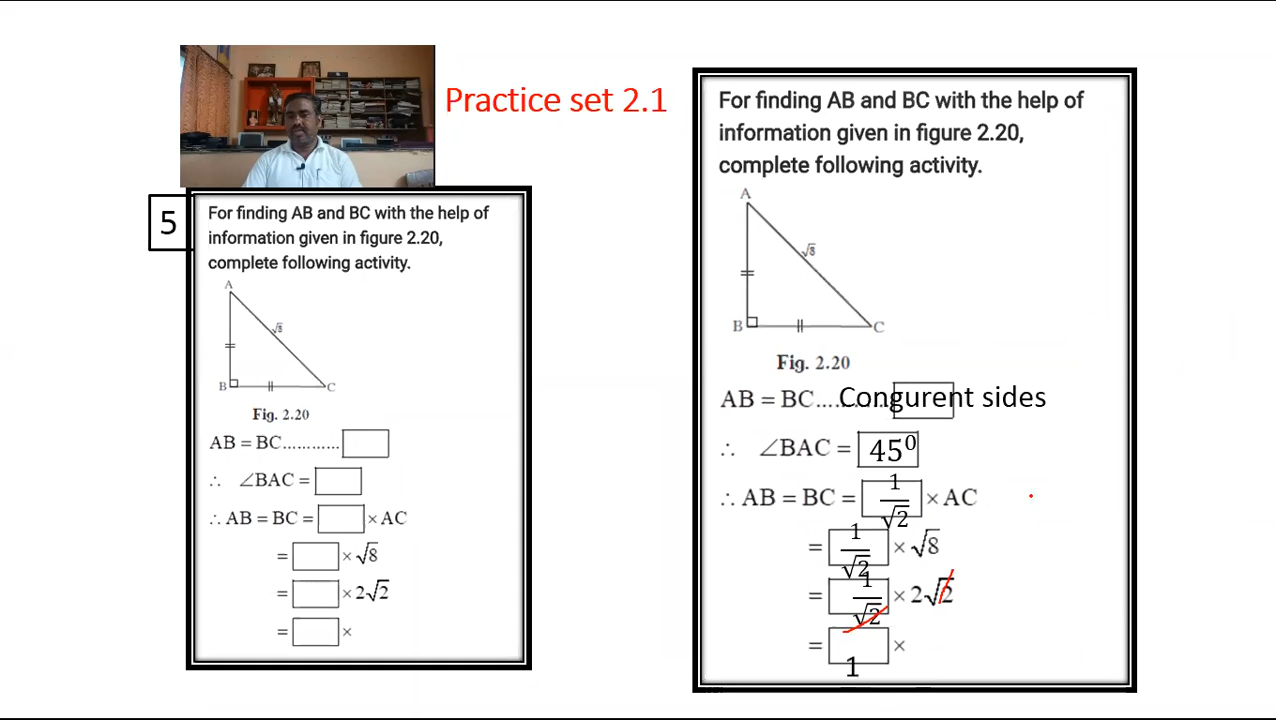 Practice set 2.1
5
For finding AB and BC with the help of
information given in figure 2.20,
complete following activity.
A
√8
B
C
Fig. 2.20
AB = BC............
∴ ∠BAC =
∴ AB = BC = × AC
= × √8
= × 2√2
= ×
For finding AB and BC with the help of
information given in figure 2.20,
complete following activity.
A
√8
B
C
Fig. 2.20
AB = BC.... Congurent sides
∴ ∠BAC = 45⁰
∴ AB = BC = 1/√2 × AC
= 1/√2 × √8
= 1/√2 × 2√2
= 1 ×